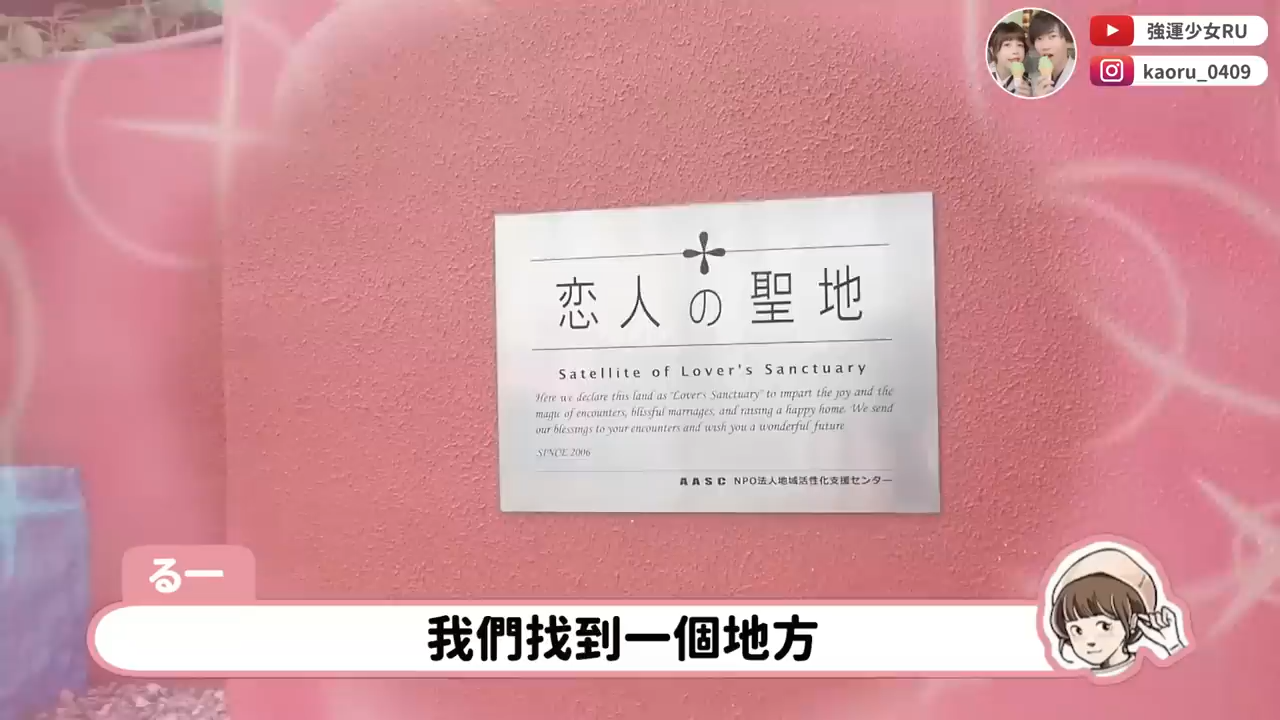 強運少女RU
kaoru_0409
恋人の聖地
Satellite of Lover's Sanctuary
Here we declare this land as "Lover's Sanctuary" to impart the joy and the
magic of encounters, blissful marriages, and raising a happy home. We send
our blessings to your encounters and wish you a wonderful future
SINCE 2006
AASC NPO法人地域活性化支援センター
るー
我們找到一個地方